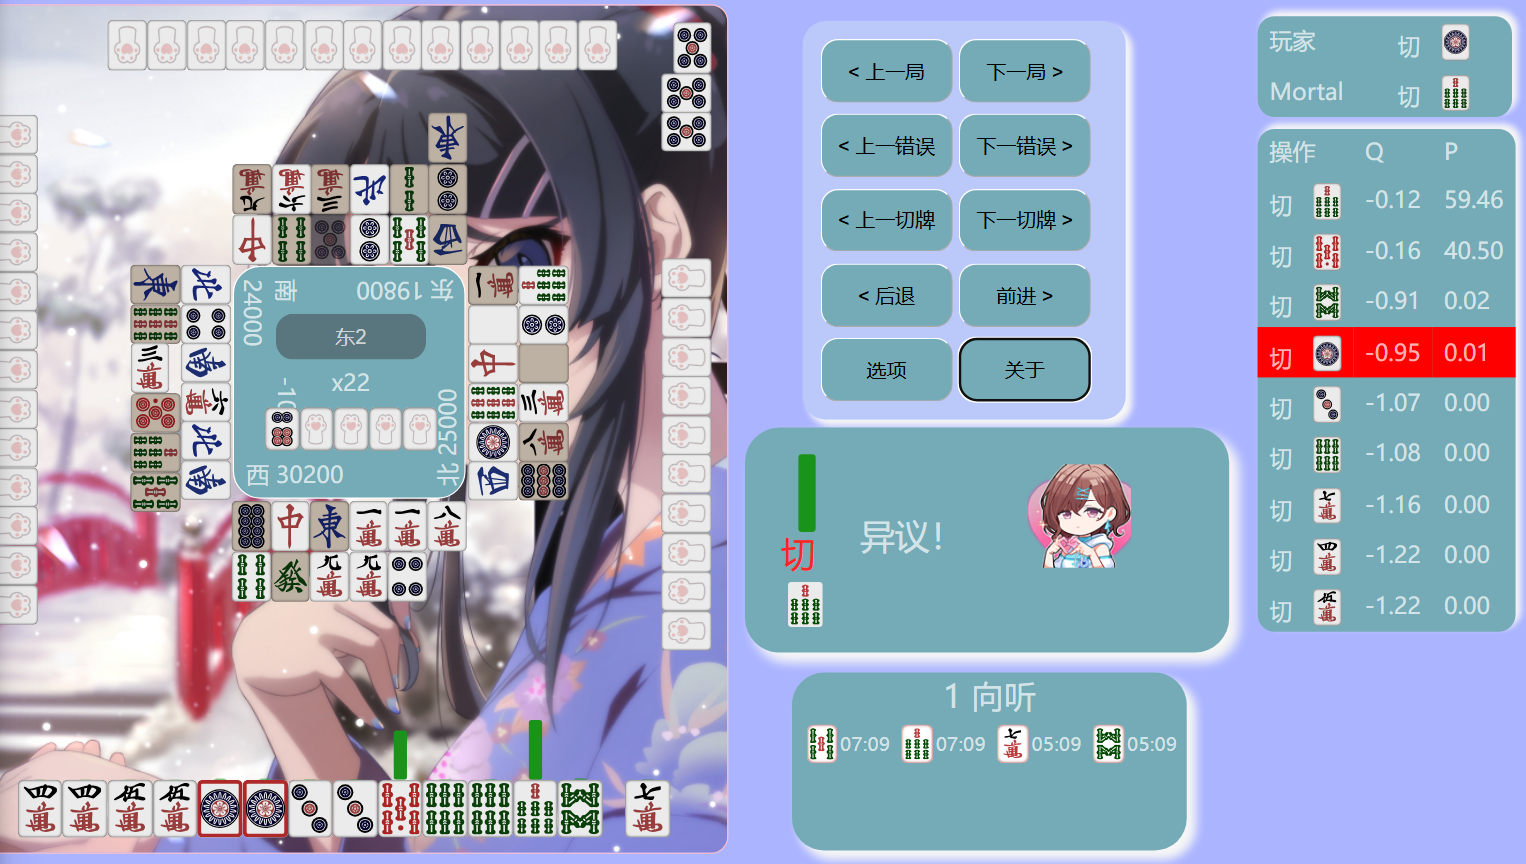 24000
南
东 19800
东2
x22
-10
西 30200
北 25000
< 上一局
下一局 >
< 上一错误
下一错误 >
< 上一切牌
下一切牌 >
< 后退
前进 >
选项
关于
切
异议!
1 向听
07:09
07:09
05:09
05:09
玩家 切
Mortal 切
操作 Q P
切 -0.12 59.46
切 -0.16 40.50
切 -0.91 0.02
切 -0.95 0.01
切 -1.07 0.00
切 -1.08 0.00
切 -1.16 0.00
切 -1.22 0.00
切 -1.22 0.00